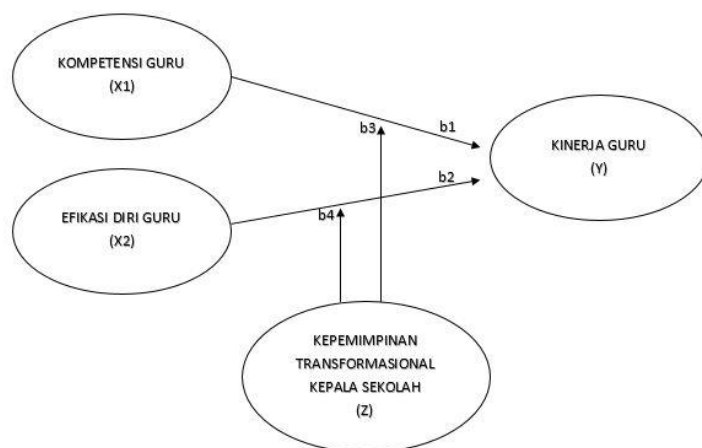 KOMPETENSI GURU
(X1)
b3
b1
KINERJA GURU
(Y)
b2
EFIKASI DIRI GURU
(X2)
b4
KEPEMIMPINAN
TRANSFORMASIONAL
KEPALA SEKOLAH
(Z)